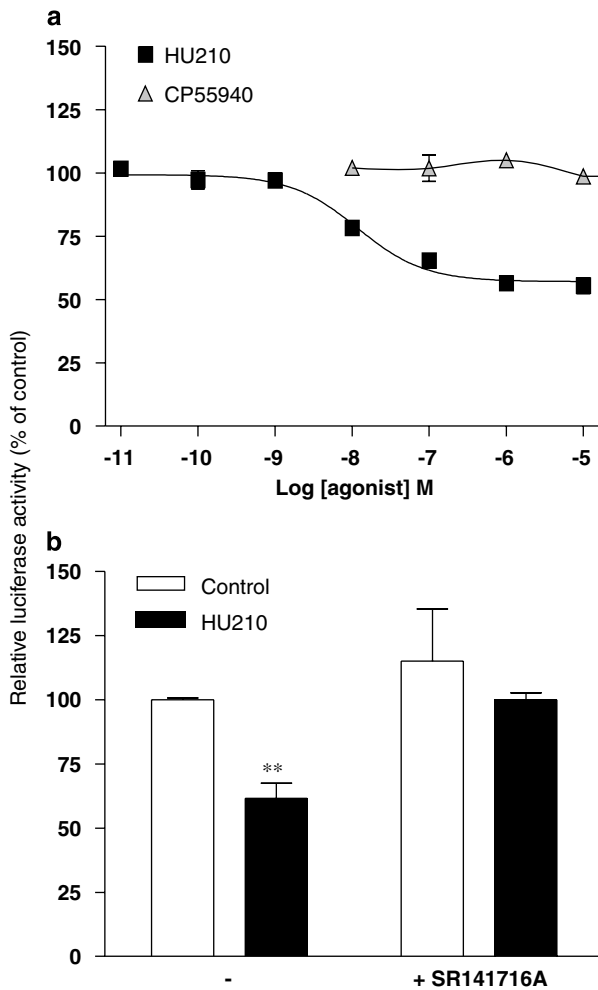 a
150
125
100
75
50
25
0
HU210
CP55940
-11 -10 -9 -8 -7 -6 -5
Log [agonist] M
Relative luciferase activity (% of control)
b
150
125
100
75
50
25
0
Control
HU210
**
- + SR141716A